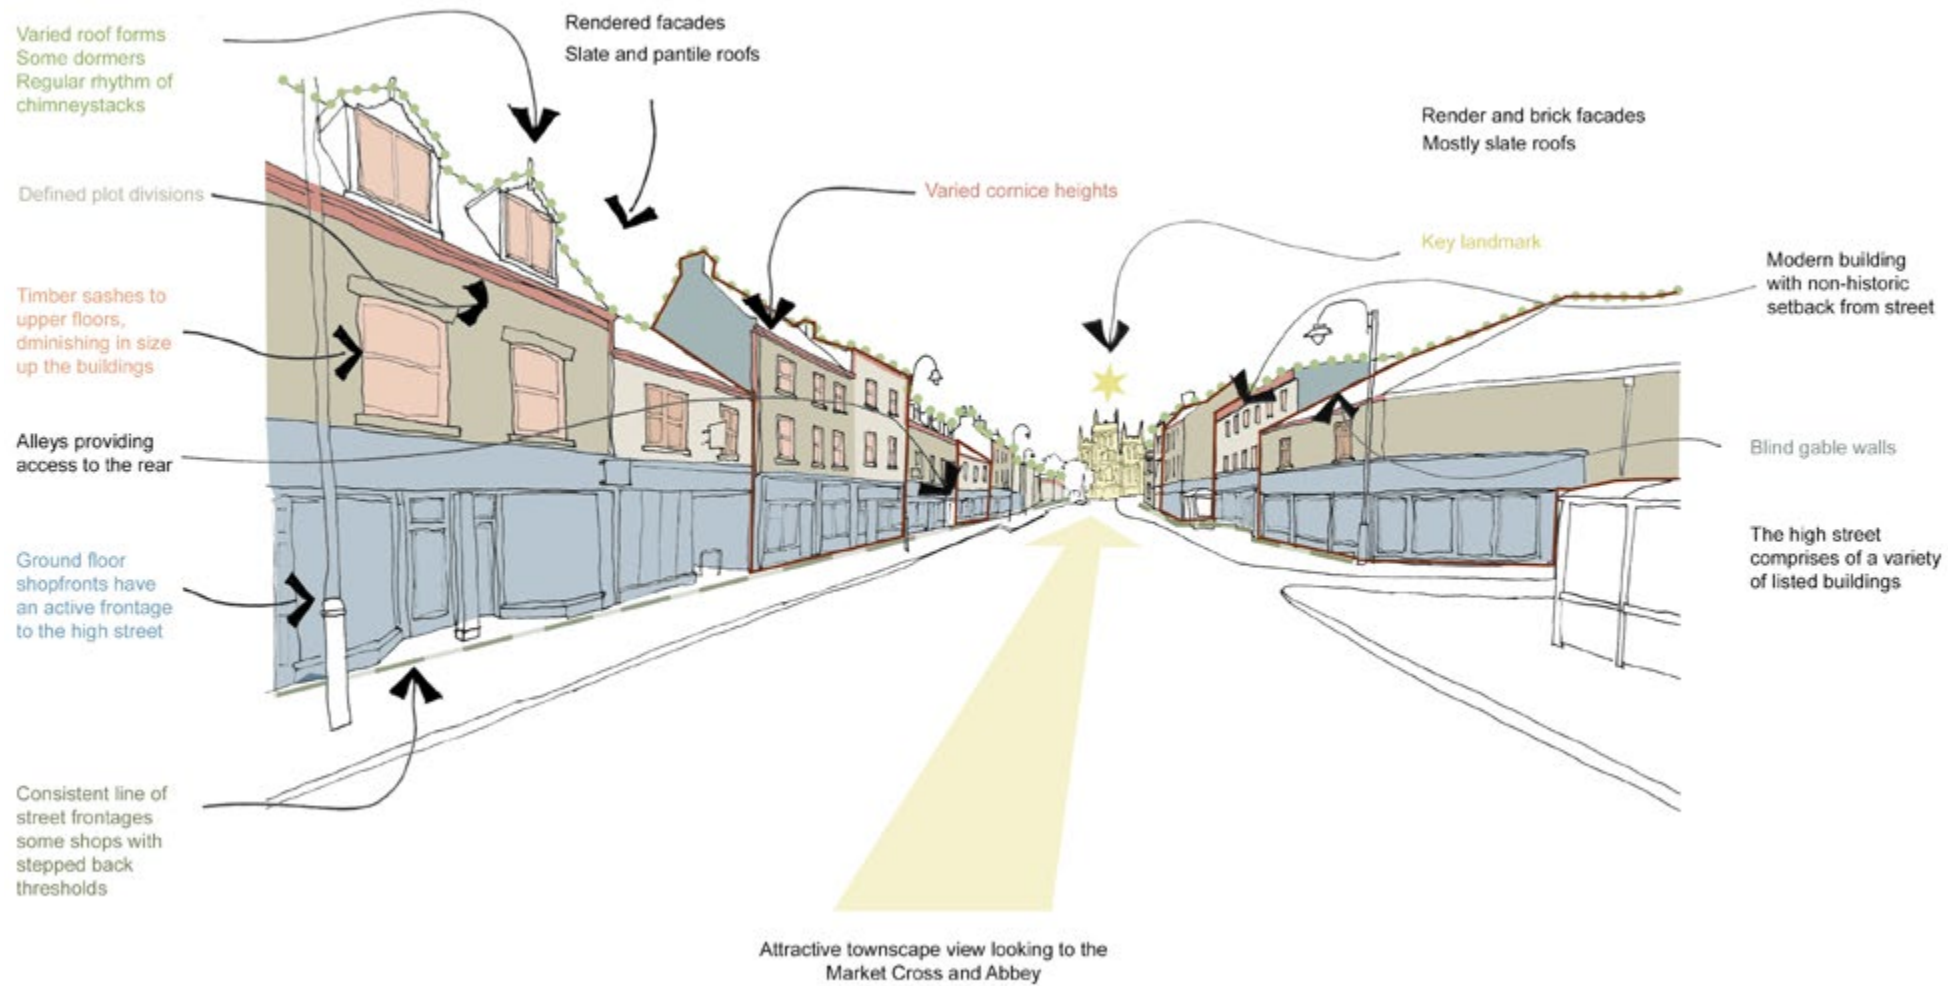 Varied roof forms
Some dormers
Regular rhythm of
chimneystacks
Rendered facades
Slate and pantile roofs
Render and brick facades
Mostly slate roofs
Defined plot divisions
Varied cornice heights
Key landmark
Modern building
with non-historic
setback from street
Timber sashes to
upper floors,
dminishing in size
up the buildings
Alleys providing
access to the rear
Blind gable walls
Ground floor
shopfronts have
an active frontage
to the high street
The high street
comprises of a variety
of listed buildings
Consistent line of
street frontages
some shops with
stepped back
thresholds
Attractive townscape view looking to the
Market Cross and Abbey